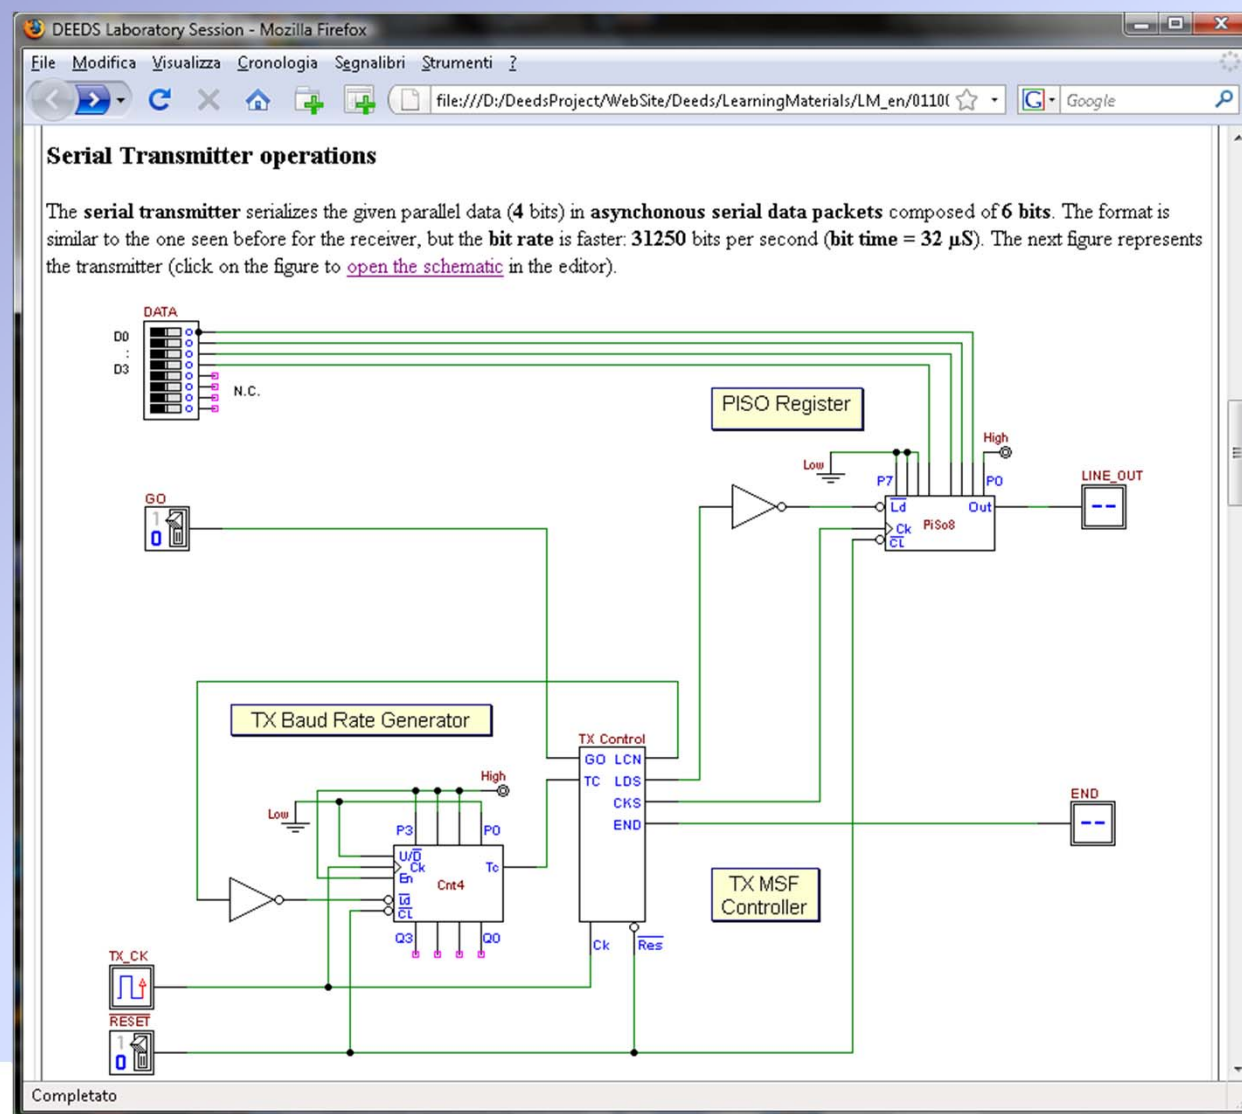 DEEDS Laboratory Session - Mozilla Firefox
File Modifica Visualizza Cronologia Segnalibri Strumenti ?
file:///D:/DeedsProject/WebSite/Deeds/LearningMaterials/LM_en/0110( G Google
Serial Transmitter operations
The serial transmitter serializes the given parallel data (4 bits) in asynchonous serial data packets composed of 6 bits. The format is
similar to the one seen before for the receiver, but the bit rate is faster: 31250 bits per second (bit time = 32 µS). The next figure represents
the transmitter (click on the figure to open the schematic in the editor).
DATA
D0
:
D3
N.C.
PISO Register
High
Low
P7 P0
LINE_OUT
GO
1
0
Ld Out
Ck PiSo8
CL
--
TX Baud Rate Generator
TX Control
GO LCN
TC LDS
CKS
END
High
Low
P3 P0
END
--
U/D
Ck Tc
En
Cnt4
Ld
CL
TX MSF
Controller
Q3 Q0
Ck Res
TX_CK
RESET
1
0
Completato